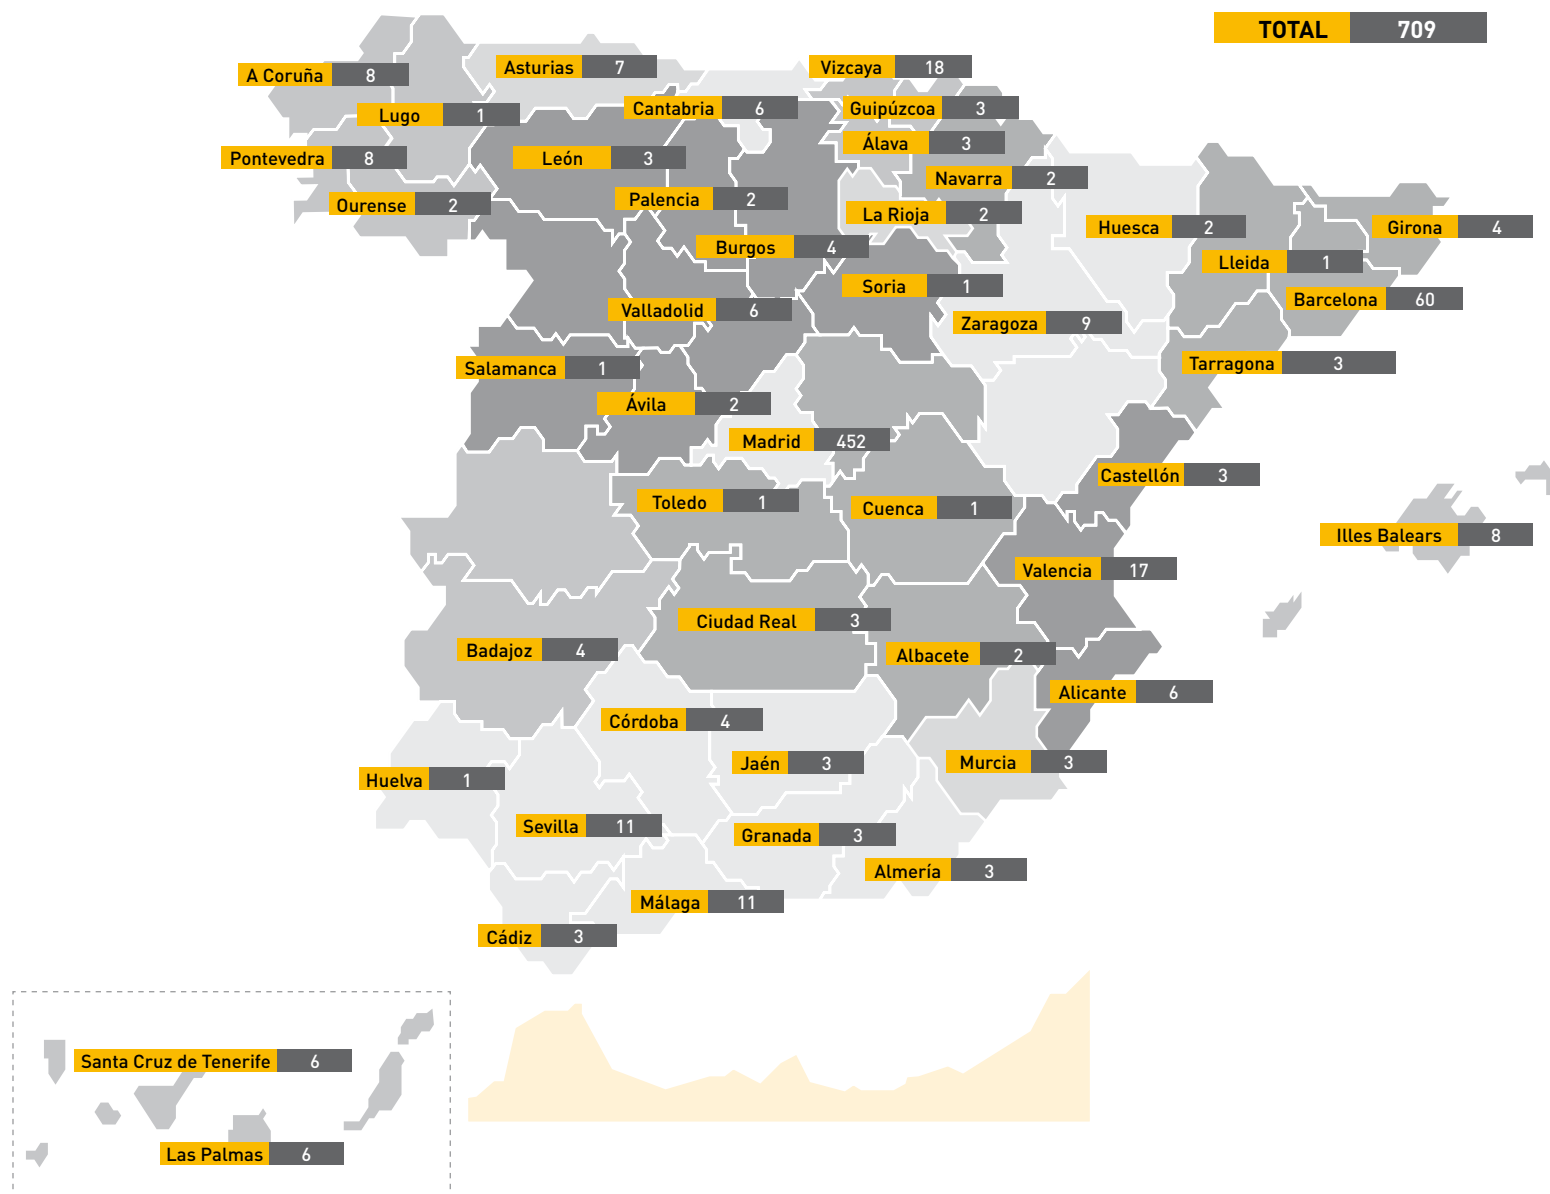 TOTAL 709
A Coruña 8
Asturias 7
Vizcaya 18
Lugo 1
Cantabria 6
Guipúzcoa 3
Pontevedra 8
León 3
Álava 3
Navarra 2
Ourense 2
Palencia 2
La Rioja 2
Huesca 2
Girona 4
Burgos 4
Lleida 1
Soria 1
Barcelona 60
Valladolid 6
Zaragoza 9
Salamanca 1
Tarragona 3
Ávila 2
Madrid 452
Castellón 3
Toledo 1
Cuenca 1
Illes Balears 8
Valencia 17
Ciudad Real 3
Badajoz 4
Albacete 2
Alicante 6
Córdoba 4
Jaén 3
Murcia 3
Huelva 1
Sevilla 11
Granada 3
Almería 3
Málaga 11
Cádiz 3
Santa Cruz de Tenerife 6
Las Palmas 6